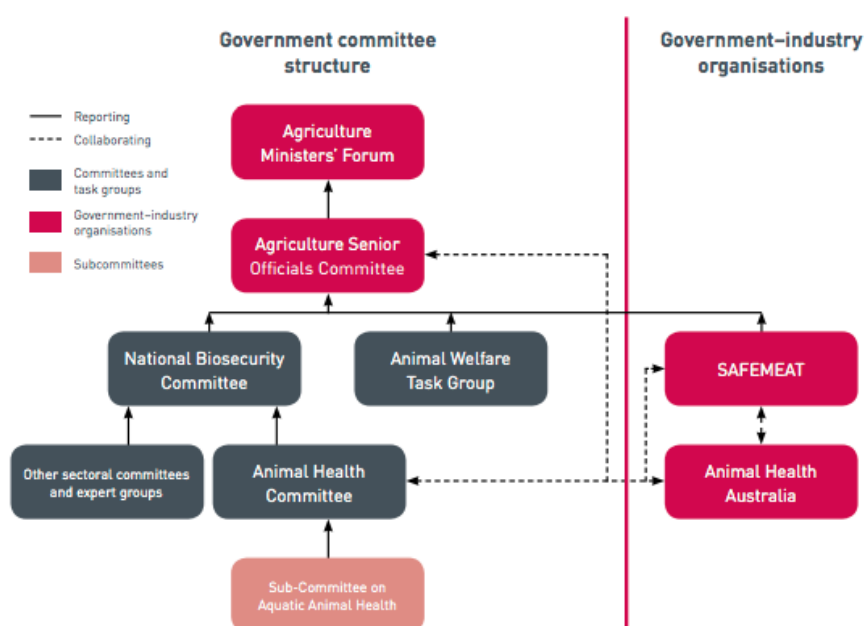 Government committee
structure
Government–industry
organisations
Reporting
Collaborating
Committees and
task groups
Government–industry
organisations
Subcommittees
Agriculture
Ministers' Forum
Agriculture Senior
Officials Committee
National Biosecurity
Committee
Animal Welfare
Task Group
SAFEMEAT
Other sectoral committees
and expert groups
Animal Health
Committee
Animal Health
Australia
Sub-Committee on
Aquatic Animal Health